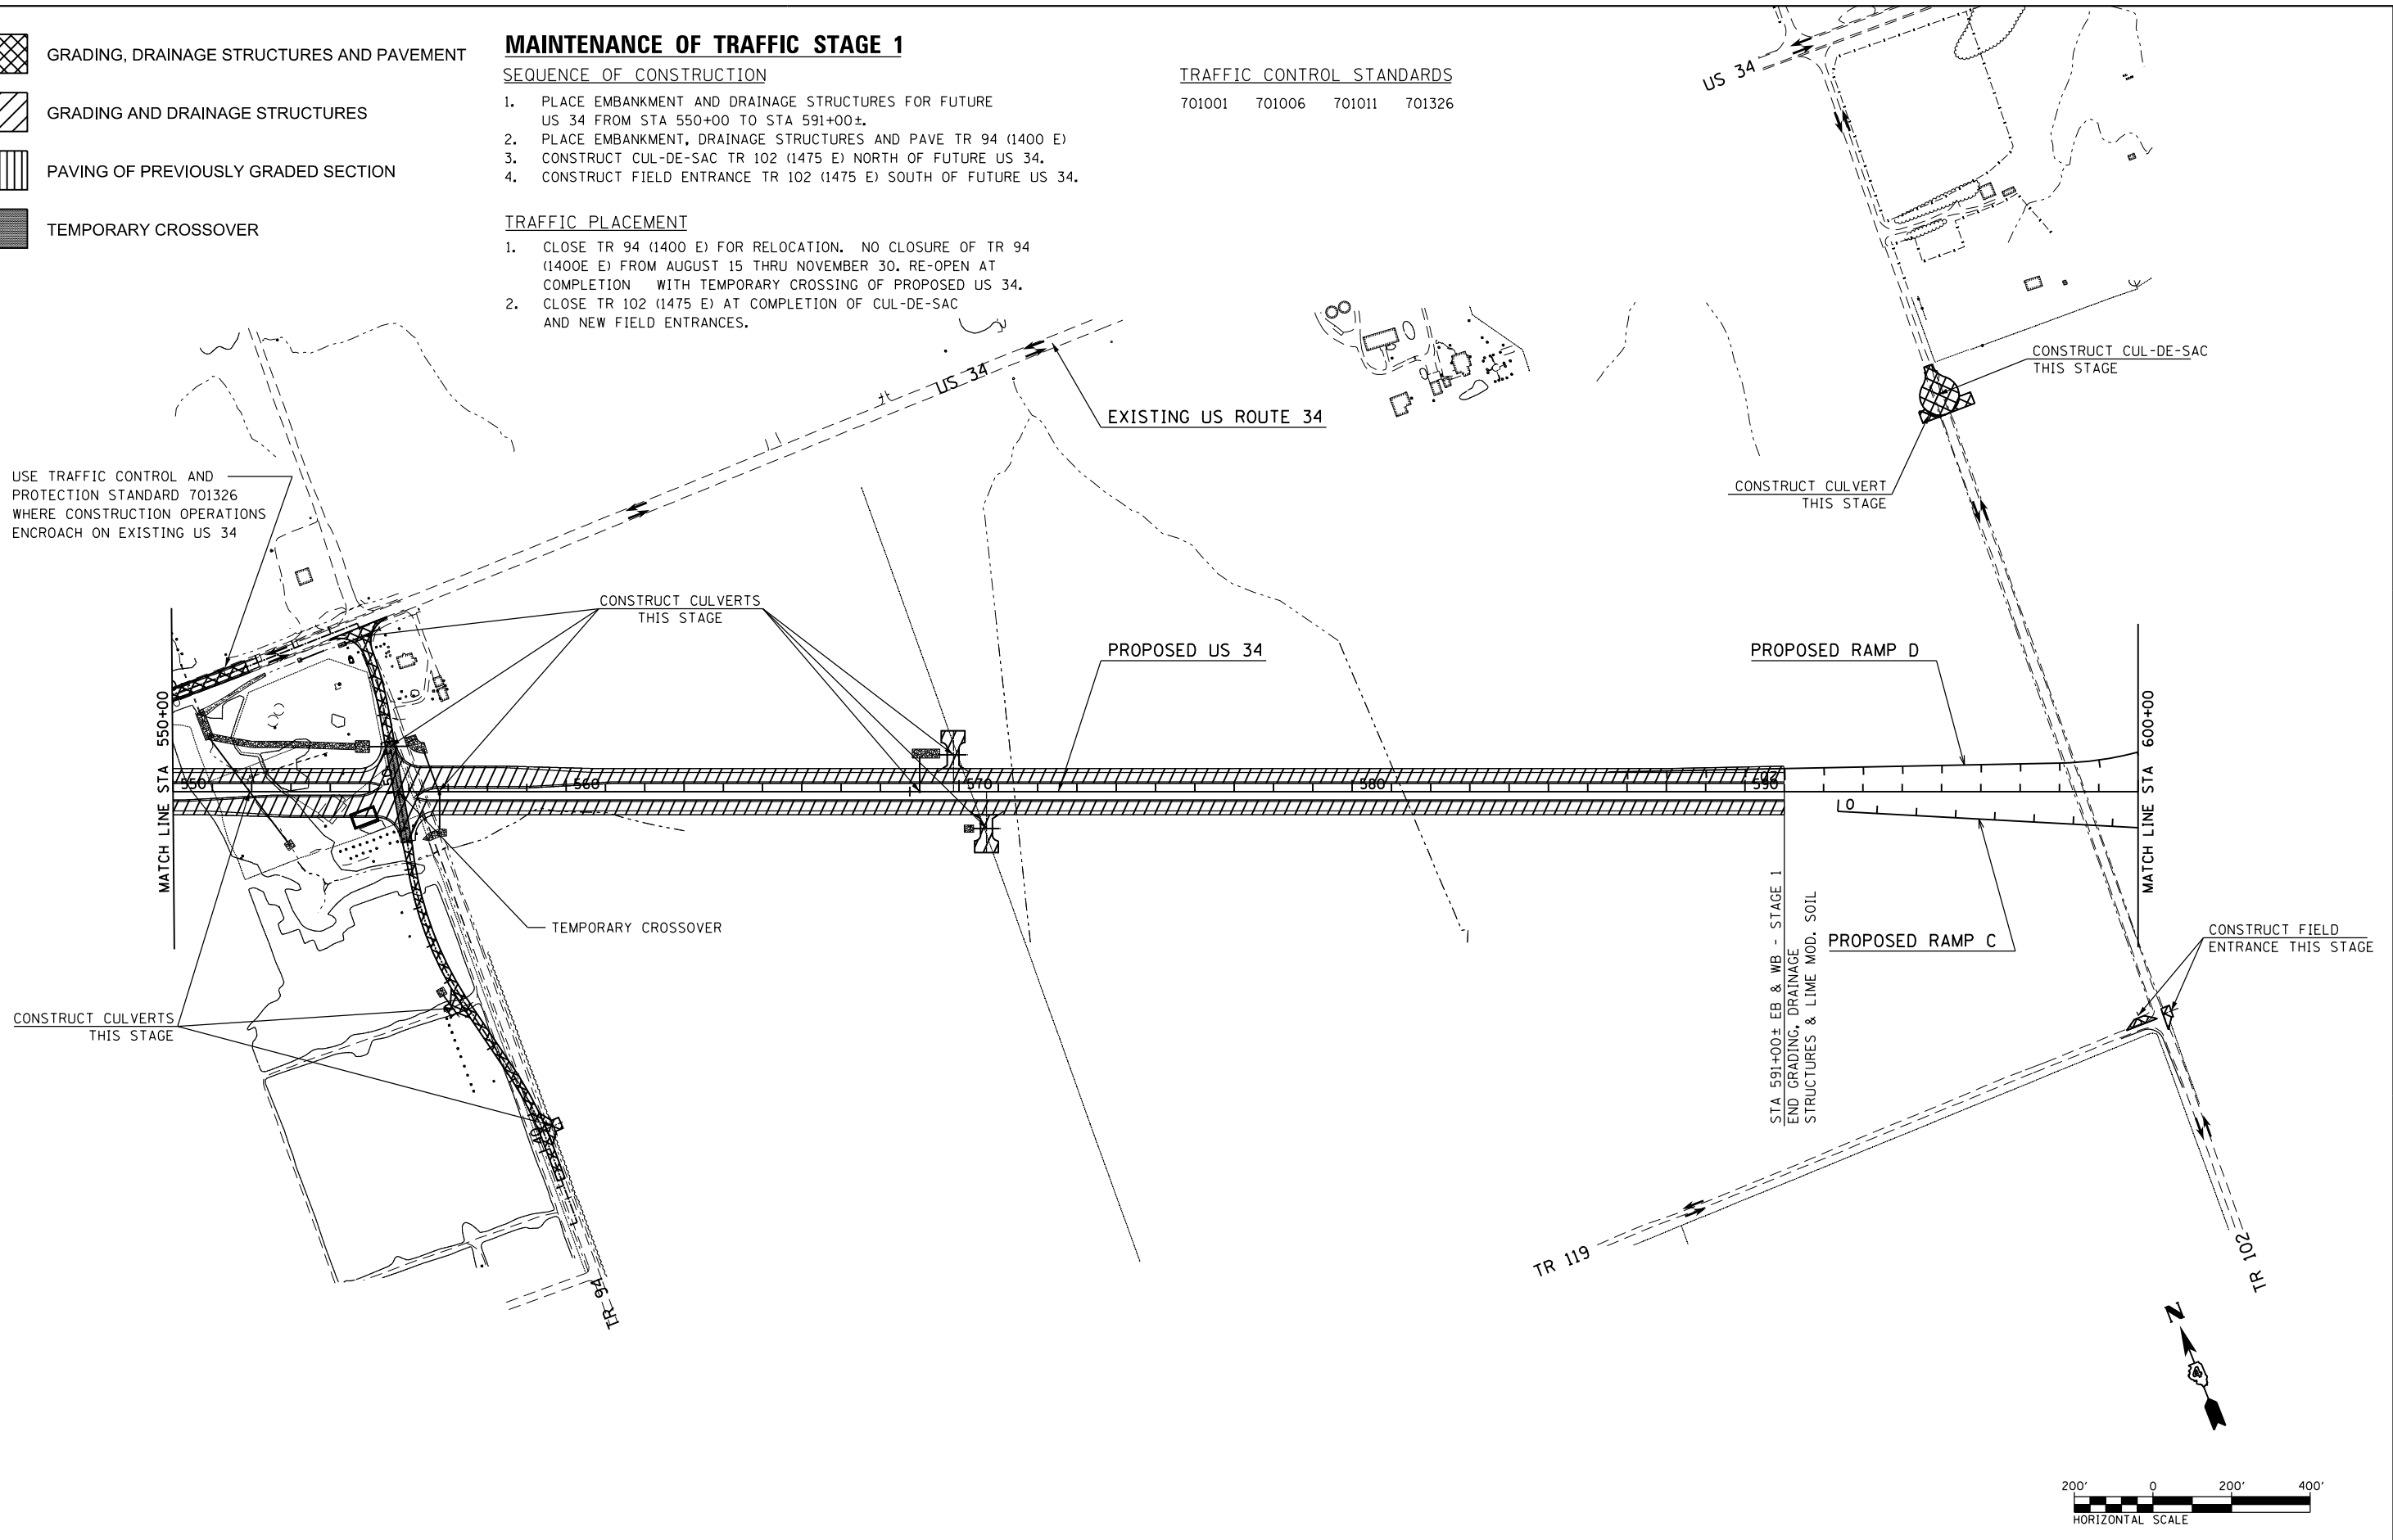 GRADING, DRAINAGE STRUCTURES AND PAVEMENT
GRADING AND DRAINAGE STRUCTURES
PAVING OF PREVIOUSLY GRADED SECTION
TEMPORARY CROSSOVER
MAINTENANCE OF TRAFFIC STAGE 1
SEQUENCE OF CONSTRUCTION
1. PLACE EMBANKMENT AND DRAINAGE STRUCTURES FOR FUTURE
US 34 FROM STA 550+00 TO STA 591+00±.
2. PLACE EMBANKMENT, DRAINAGE STRUCTURES AND PAVE TR 94 (1400 E)
3. CONSTRUCT CUL-DE-SAC TR 102 (1475 E) NORTH OF FUTURE US 34.
4. CONSTRUCT FIELD ENTRANCE TR 102 (1475 E) SOUTH OF FUTURE US 34.
TRAFFIC PLACEMENT
1. CLOSE TR 94 (1400 E) FOR RELOCATION. NO CLOSURE OF TR 94
(1400E E) FROM AUGUST 15 THRU NOVEMBER 30. RE-OPEN AT
COMPLETION WITH TEMPORARY CROSSING OF PROPOSED US 34.
2. CLOSE TR 102 (1475 E) AT COMPLETION OF CUL-DE-SAC
AND NEW FIELD ENTRANCES.
TRAFFIC CONTROL STANDARDS
701001 701006 701011 701326
US 34
US 34
EXISTING US ROUTE 34
CONSTRUCT CUL-DE-SAC
THIS STAGE
CONSTRUCT CULVERT
THIS STAGE
USE TRAFFIC CONTROL AND
PROTECTION STANDARD 701326
WHERE CONSTRUCTION OPERATIONS
ENCROACH ON EXISTING US 34
CONSTRUCT CULVERTS
THIS STAGE
PROPOSED US 34
PROPOSED RAMP D
MATCH LINE STA 550+00
550
50
560
570
580
590
0
MATCH LINE STA 600+00
TEMPORARY CROSSOVER
STA 591+00± EB & WB - STAGE 1
END GRADING, DRAINAGE
STRUCTURES & LIME MOD. SOIL
PROPOSED RAMP C
CONSTRUCT FIELD
ENTRANCE THIS STAGE
CONSTRUCT CULVERTS
THIS STAGE
40
TR 94
TR 119
TR 102
N
4
200' 0 200' 400'
HORIZONTAL SCALE